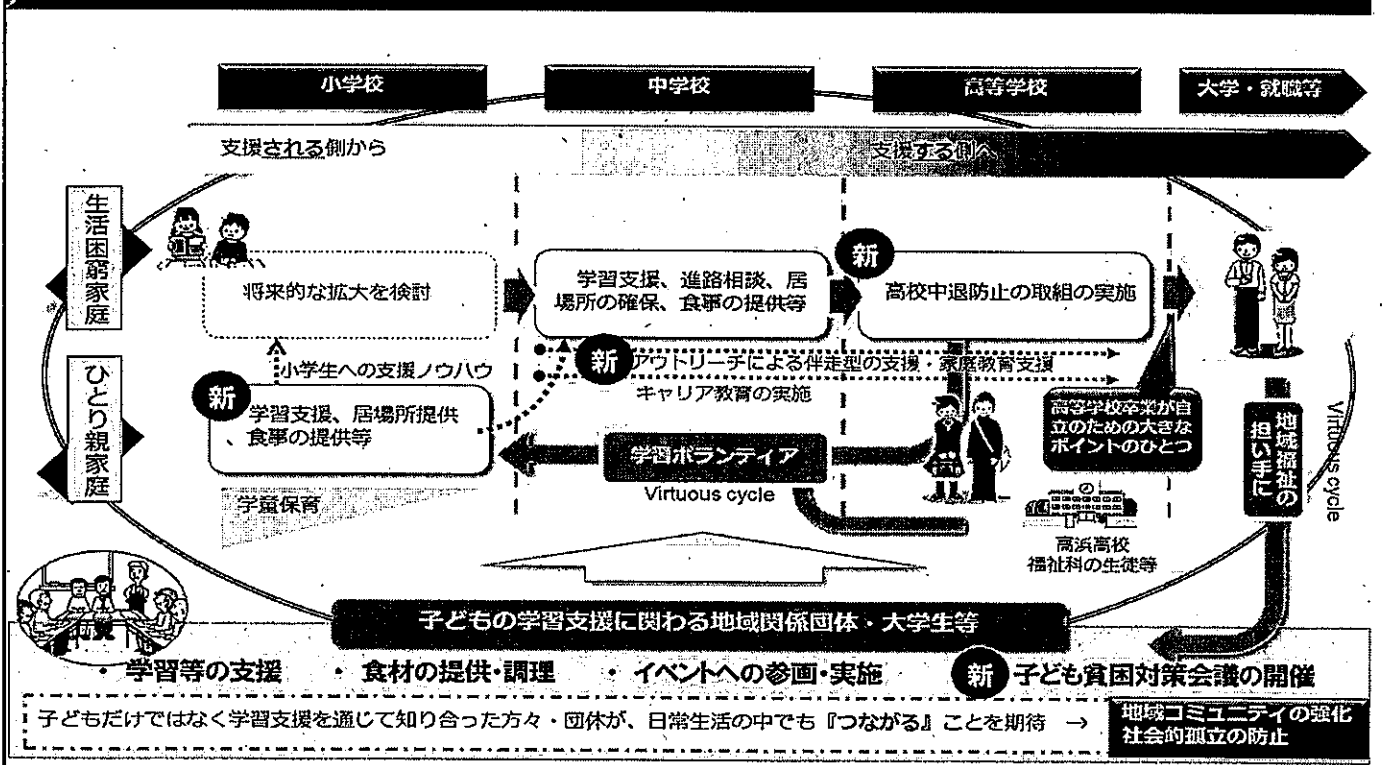 小学校
中学校
高等学校
大学・就職等
支援される側から
支援する側へ
生活困窮家庭
ひとり親家庭
将来的な拡大を検討
学習支援、進路相談、居
場所の確保、食事の提供等
新
高校中退防止の取組の実施
小学生への支援ノウハウ
新
アウトリーチによる伴走型の支援・家庭教育支援
キャリア教育の実施
新
学習支援、居場所提供
、食事の提供等
学習ボランティア
Virtuous cycle
高等学校卒業が自
立のための大きな
ポイントのひとつ
地域福祉の
担い手に
Virtuous cycle
学童保育
高浜高校
福祉科の生徒等
子どもの学習支援に関わる地域関係団体・大学生等
・ 学習等の支援
・ 食材の提供・調理
・ イベントへの参画・実施
新
子ども貧困対策会議の開催
子どもだけではなく学習支援を通じて知り合った方々・団体が、日常生活の中でも『つながる』ことを期待 →
地域コミュニティの強化
社会的孤立の防止